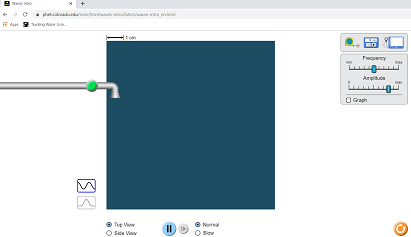 Waves Intro
phet.colorado.edu/sims/html/waves-intro/latest/waves-intro_en.html
Apps
Tracking Water Use...
1 cm
Frequency
min
max
Amplitude
0
max
Graph
Top View
Side View
Normal
Slow